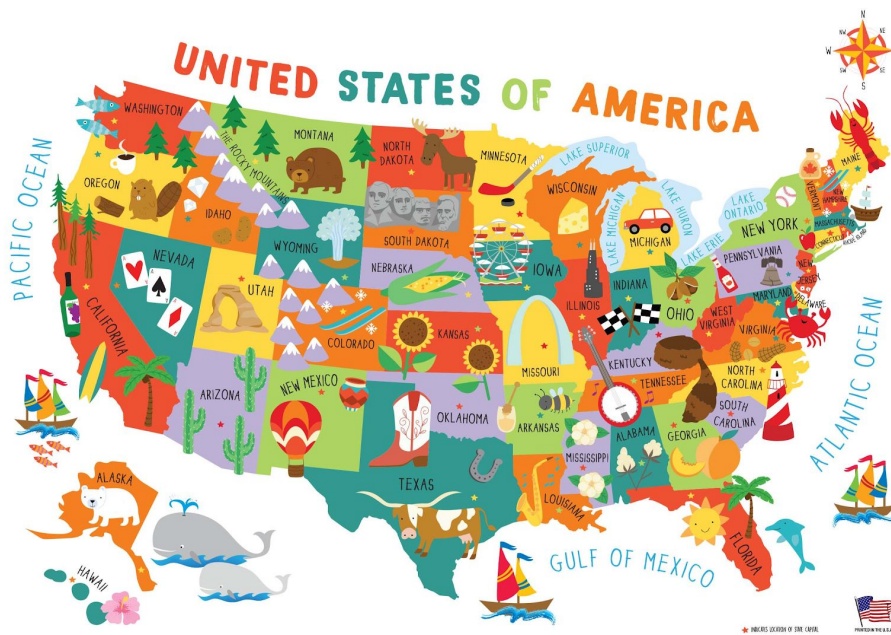 UNITED STATES OF AMERICA
N
NW
NE
W
SW
SE
S
PACIFIC OCEAN
WASHINGTON
THE ROCKY MOUNTAINS
MONTANA
NORTH
DAKOTA
MINNESOTA
LAKE SUPERIOR
WISCONSIN
LAKE MICHIGAN
LAKE HURON
MICHIGAN
LAKE
ONTARIO
LAKE ERIE
MAINE
VERMONT
NEW
HAMPSHIRE
MASSACHUSETTS
CONNECTICUT
RHODE ISLAND
NEW YORK
OREGON
IDAHO
WYOMING
SOUTH DAKOTA
NEBRASKA
IOWA
ILLINOIS
INDIANA
OHIO
PENNSYLVANIA
NEW
JERSEY
MARYLAND
DELAWARE
NEVADA
UTAH
COLORADO
KANSAS
MISSOURI
KENTUCKY
WEST
VIRGINIA
VIRGINIA
CALIFORNIA
ARIZONA
NEW MEXICO
OKLAHOMA
ARKANSAS
TENNESSEE
NORTH
CAROLINA
SOUTH
CAROLINA
ATLANTIC OCEAN
MISSISSIPPI
ALABAMA
GEORGIA
TEXAS
LOUISIANA
FLORIDA
ALASKA
HAWAII
GULF OF MEXICO
INDICATES LOCATION OF STATE CAPITAL
PRINTED IN THE U.S.A.